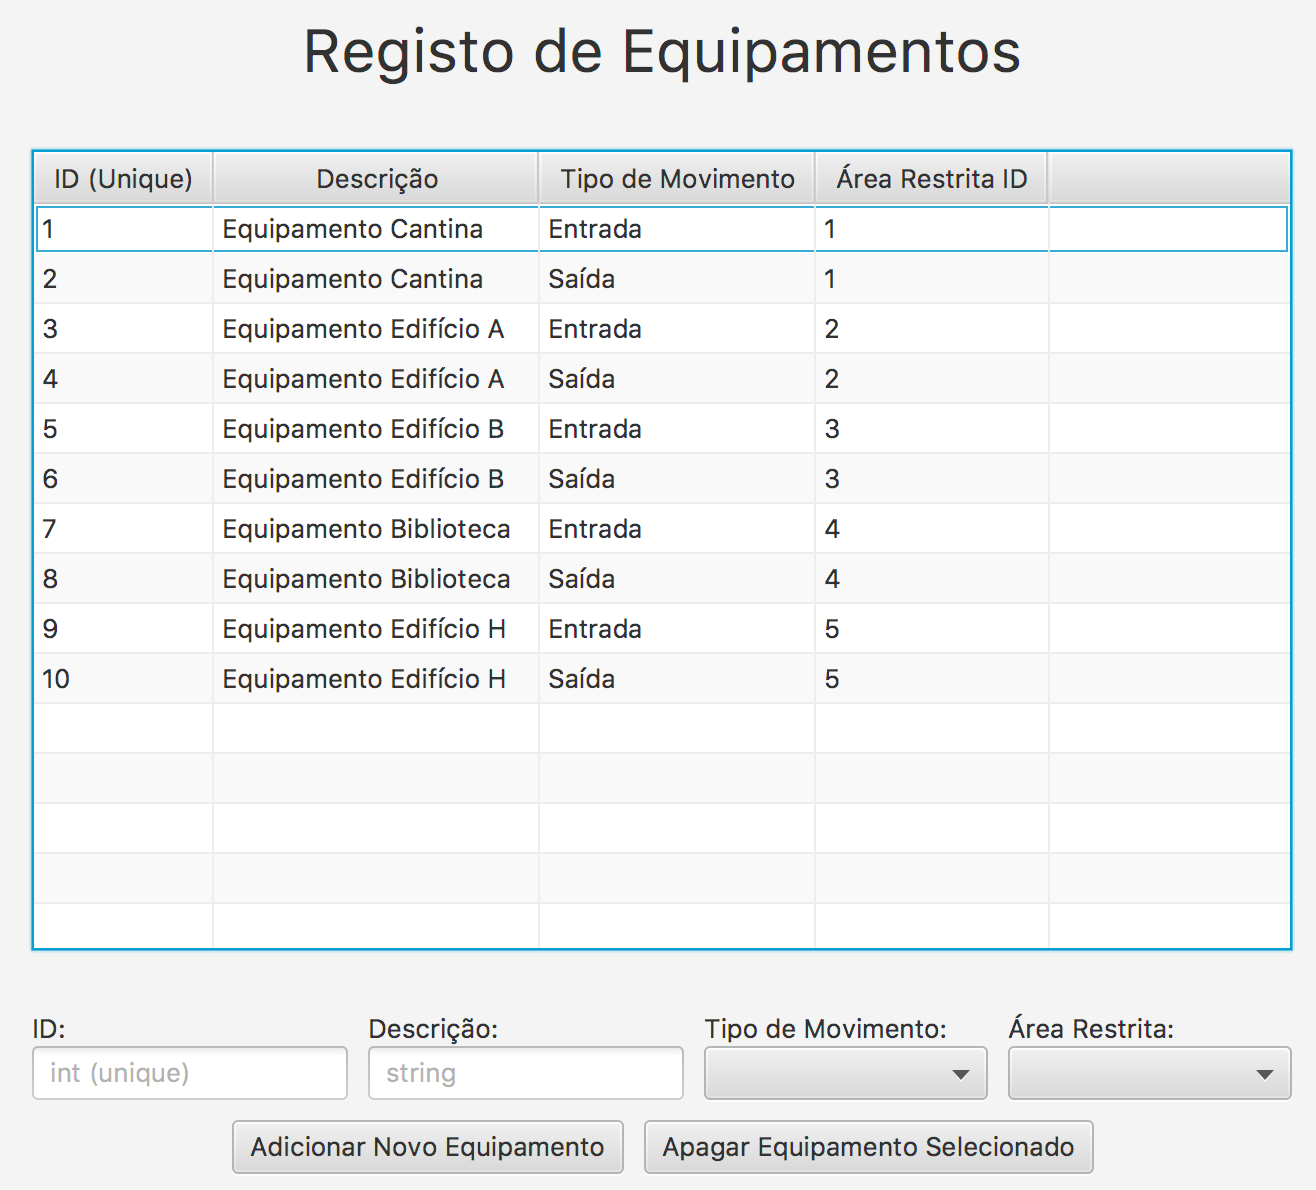 Registo de Equipamentos
ID (Unique) Descrição Tipo de Movimento Área Restrita ID
1 Equipamento Cantina Entrada 1
2 Equipamento Cantina Saída 1
3 Equipamento Edifício A Entrada 2
4 Equipamento Edifício A Saída 2
5 Equipamento Edifício B Entrada 3
6 Equipamento Edifício B Saída 3
7 Equipamento Biblioteca Entrada 4
8 Equipamento Biblioteca Saída 4
9 Equipamento Edifício H Entrada 5
10 Equipamento Edifício H Saída 5
ID: Descrição: Tipo de Movimento: Área Restrita:
int (unique) string
Adicionar Novo Equipamento Apagar Equipamento Selecionado